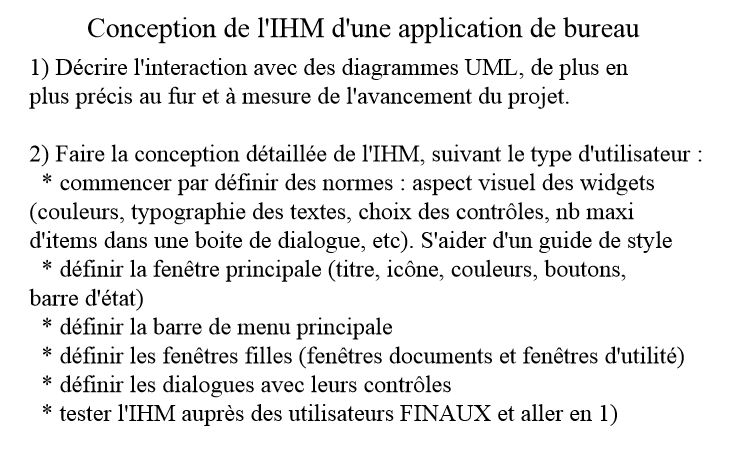 Conception de l'IHM d'une application de bureau
1) Décrire l'interaction avec des diagrammes UML, de plus en
plus précis au fur et à mesure de l'avancement du projet.
2) Faire la conception détaillée de l'IHM, suivant le type d'utilisateur :
* commencer par définir des normes : aspect visuel des widgets
(couleurs, typographie des textes, choix des contrôles, nb maxi
d'items dans une boite de dialogue, etc). S'aider d'un guide de style
* définir la fenêtre principale (titre, icône, couleurs, boutons,
barre d'état)
* définir la barre de menu principale
* définir les fenêtres filles (fenêtres documents et fenêtres d'utilité)
* définir les dialogues avec leurs contrôles
* tester l'IHM auprès des utilisateurs FINAUX et aller en 1)